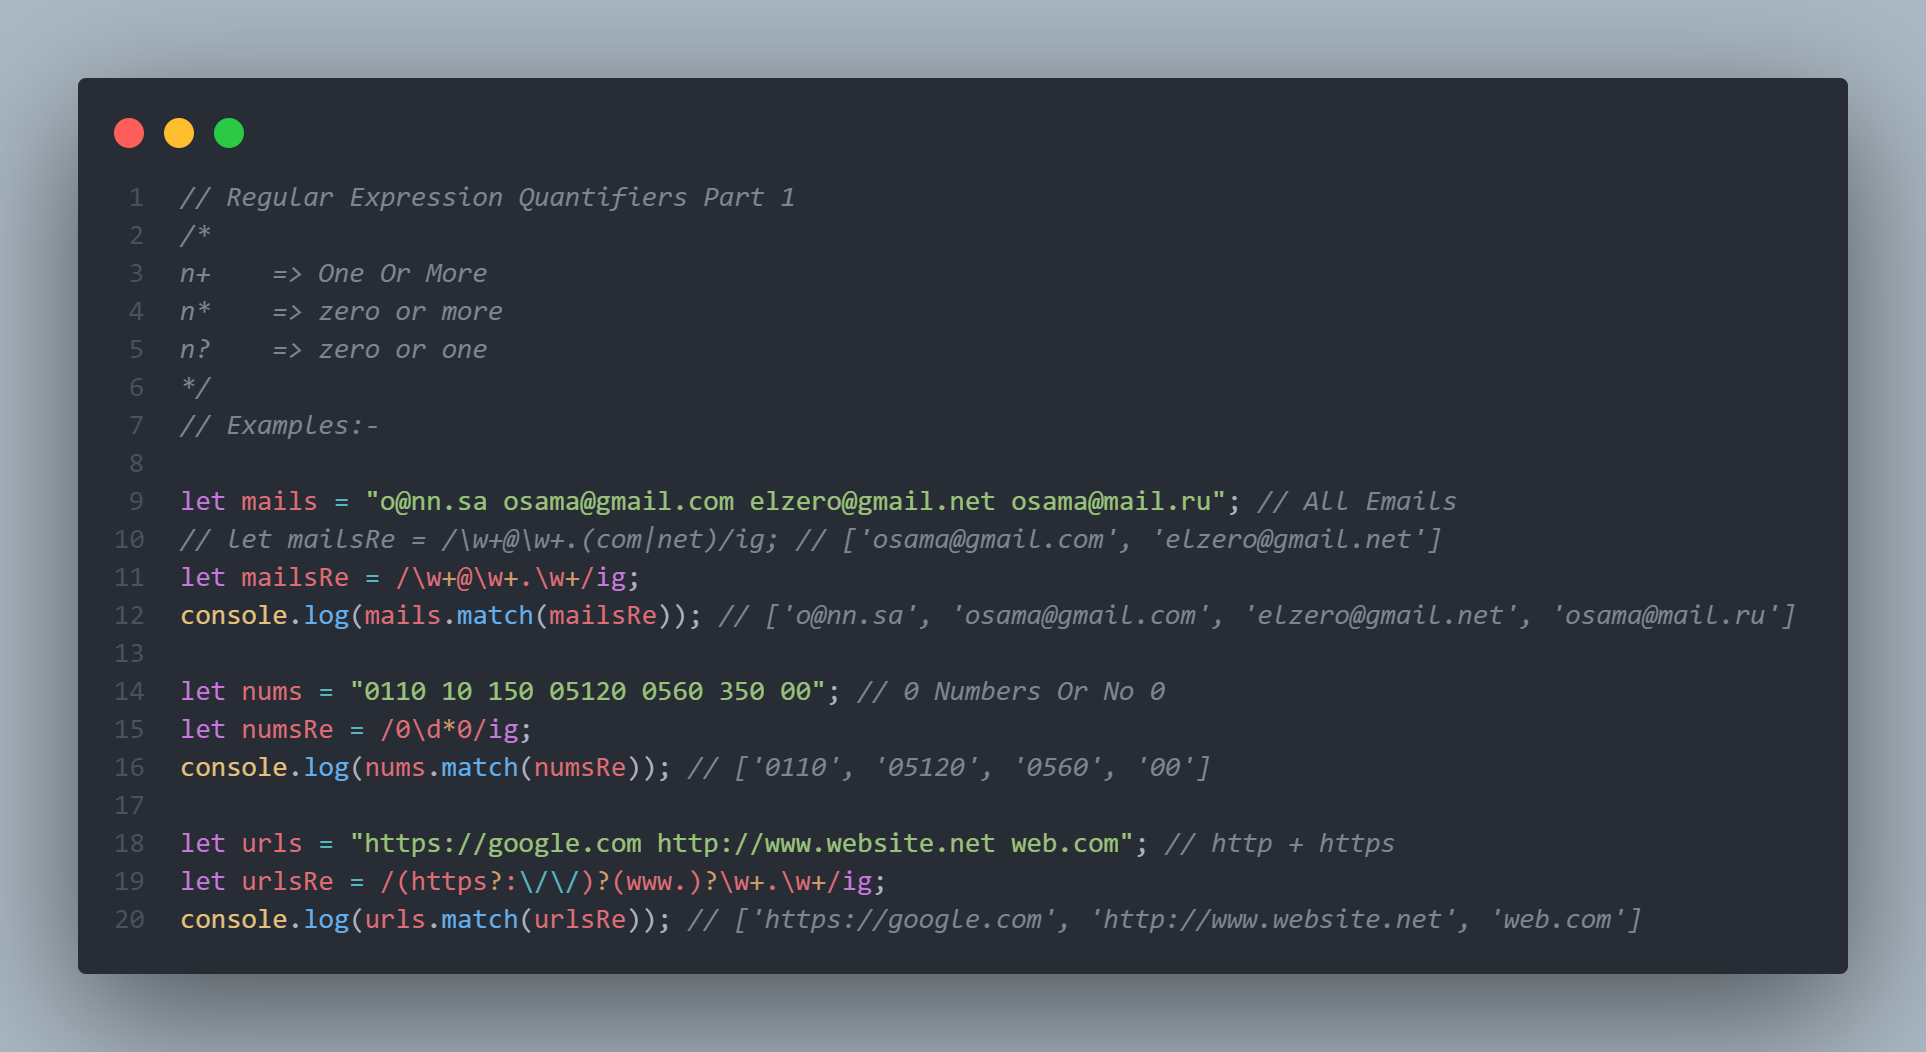 1 // Regular Expression Quantifiers Part 1
2 /*
3 n+    => One Or More
4 n*    => zero or more
5 n?    => zero or one
6 */
7 // Examples:-
8
9 let mails = "o@nn.sa osama@gmail.com elzero@gmail.net osama@mail.ru"; // All Emails
10 // let mailsRe = /\w+@\w+.(com|net)/ig; // ['osama@gmail.com', 'elzero@gmail.net']
11 let mailsRe = /\w+@\w+.\w+/ig;
12 console.log(mails.match(mailsRe)); // ['o@nn.sa', 'osama@gmail.com', 'elzero@gmail.net', 'osama@mail.ru']
13
14 let nums = "0110 10 150 05120 0560 350 00"; // 0 Numbers Or No 0
15 let numsRe = /0\d*0/ig;
16 console.log(nums.match(numsRe)); // ['0110', '05120', '0560', '00']
17
18 let urls = "https://google.com http://www.website.net web.com"; // http + https
19 let urlsRe = /(https?:\/\/)?(www.)?\w+.\w+/ig;
20 console.log(urls.match(urlsRe)); // ['https://google.com', 'http://www.website.net', 'web.com']